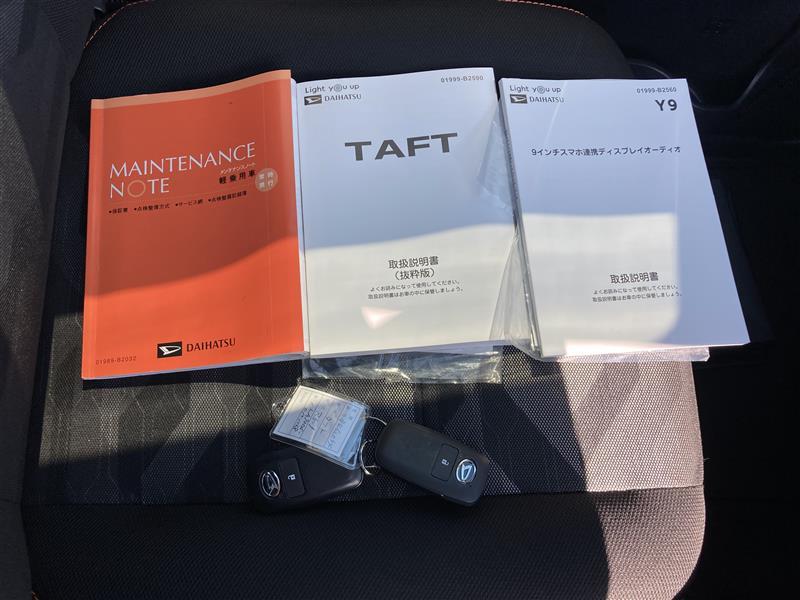 MAINTENANCE
メンテナンスノート
NOTE
軽乗用車
常時
携行
●保証書 ●点検整備方式 ●サービス網 ●点検整備記録簿
01989-B2032
DAIHATSU
Light you up
DAIHATSU
01999-B2590
TAFT
取扱説明書
(抜粋版)
よくお読みになって使用してください。
取扱説明書はお車の中に保管しましょう。
Light you up
DAIHATSU
01999-B2560
Y9
9インチスマホ連携ディスプレイオーディオ
取扱説明書
よくお読みになって使用してください。
取扱説明書はお車の中に保管しましょう。